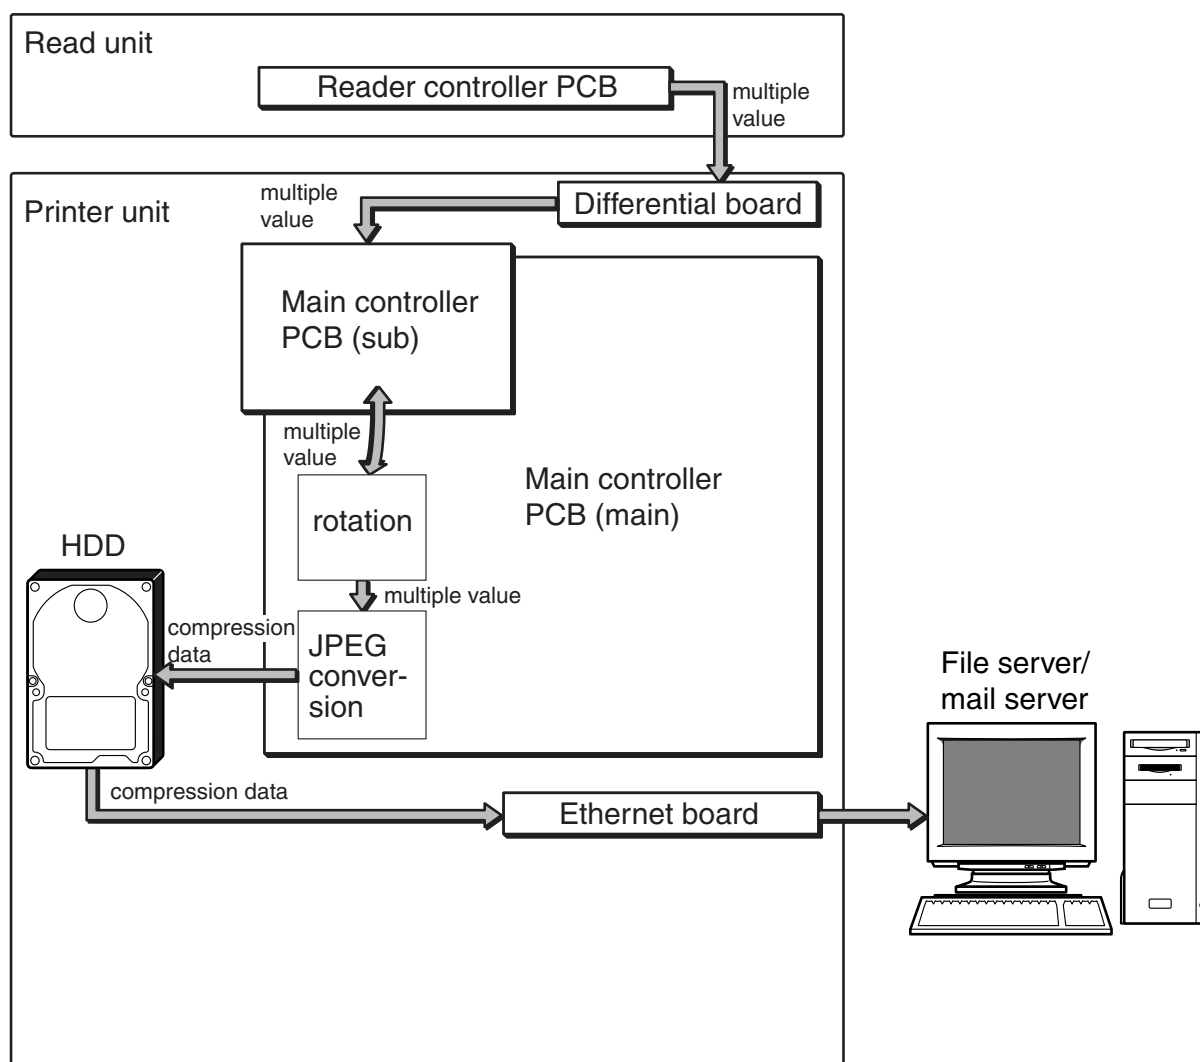 Read unit
Reader controller PCB
multiple
value
Printer unit
multiple
value
Differential board
Main controller
PCB (sub)
multiple
value
Main controller
PCB (main)
rotation
HDD
multiple value
compression
data
JPEG
conver-
sion
File server/
mail server
compression data
Ethernet board